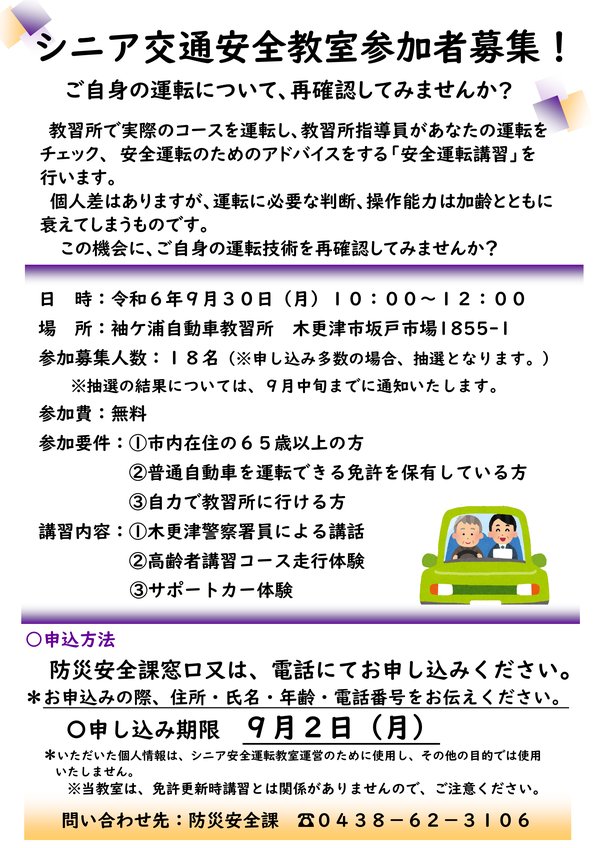 シニア交通安全教室参加者募集！
ご自身の運転について、再確認してみませんか？
教習所で実際のコースを運転し、教習所指導員があなたの運転を
チェック、 安全運転のためのアドバイスをする「安全運転講習」を
行います。
個人差はありますが、運転に必要な判断、操作能力は加齢とともに
衰えてしまうものです。
この機会に、ご自身の運転技術を再確認してみませんか？
日　時：令和６年９月３０日（月）１０：００～１２：００
場　所：袖ケ浦自動車教習所　木更津市坂戸市場1855-1
参加募集人数：１８名（※申し込み多数の場合、抽選となります。）
※抽選の結果については、９月中旬までに通知いたします。
参加費：無料
参加要件：①市内在住の６５歳以上の方
②普通自動車を運転できる免許を保有している方
③自力で教習所に行ける方
講習内容：①木更津警察署員による講話
②高齢者講習コース走行体験
③サポートカー体験
○申込方法
防災安全課窓口又は、電話にてお申し込みください。
＊お申込みの際、住所・氏名・年齢・電話番号をお伝えください。
○申し込み期限　９月２日（月）
＊いただいた個人情報は、シニア安全運転教室運営のために使用し、その他の目的では使用
いたしません。
※当教室は、免許更新時講習とは関係がありませんので、ご注意ください。
問い合わせ先：防災安全課　☎０４３８－６２－３１０６